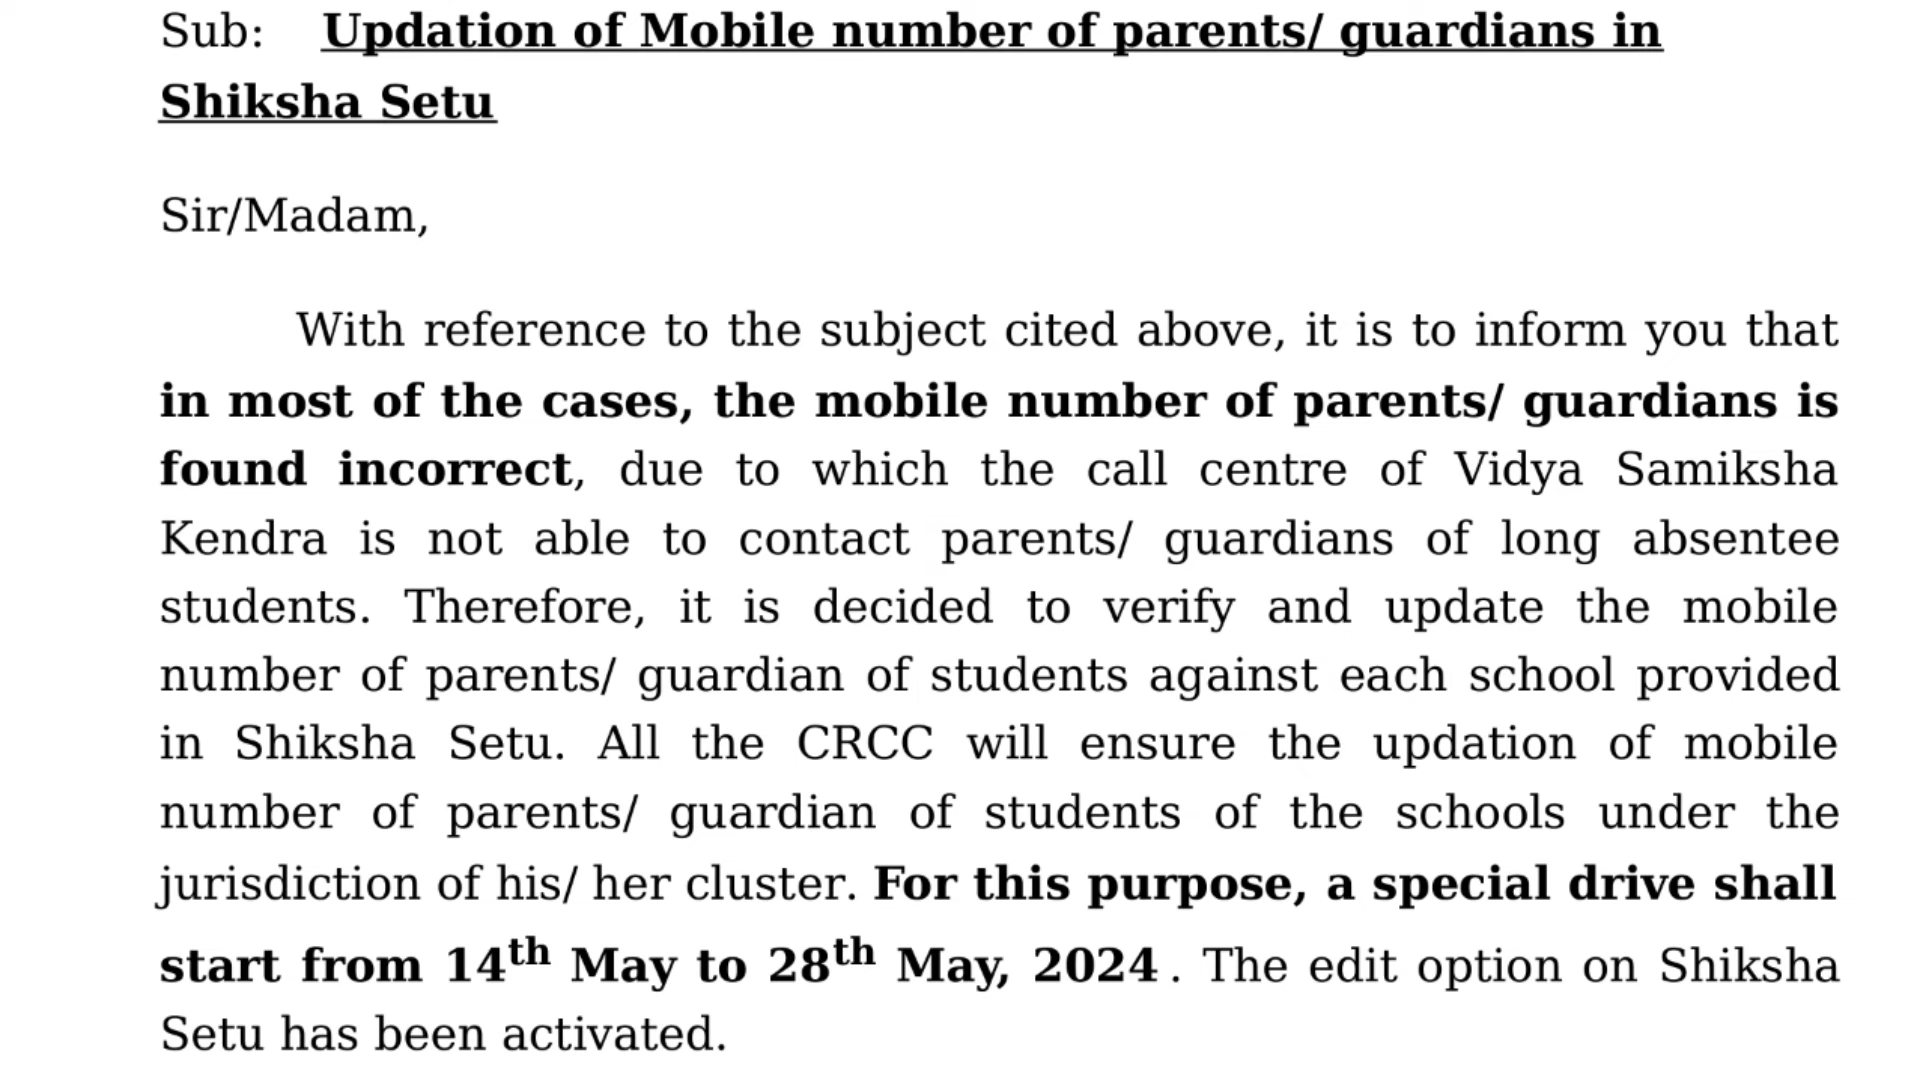 Sub: Updation of Mobile number of parents/ guardians in
Shiksha Setu
Sir/Madam,
With reference to the subject cited above, it is to inform you that
in most of the cases, the mobile number of parents/ guardians is
found incorrect, due to which the call centre of Vidya Samiksha
Kendra is not able to contact parents/ guardians of long absentee
students. Therefore, it is decided to verify and update the mobile
number of parents/ guardian of students against each school provided
in Shiksha Setu. All the CRCC will ensure the updation of mobile
number of parents/ guardian of students of the schools under the
jurisdiction of his/ her cluster. For this purpose, a special drive shall
start from 14th May to 28th May, 2024 . The edit option on Shiksha
Setu has been activated.